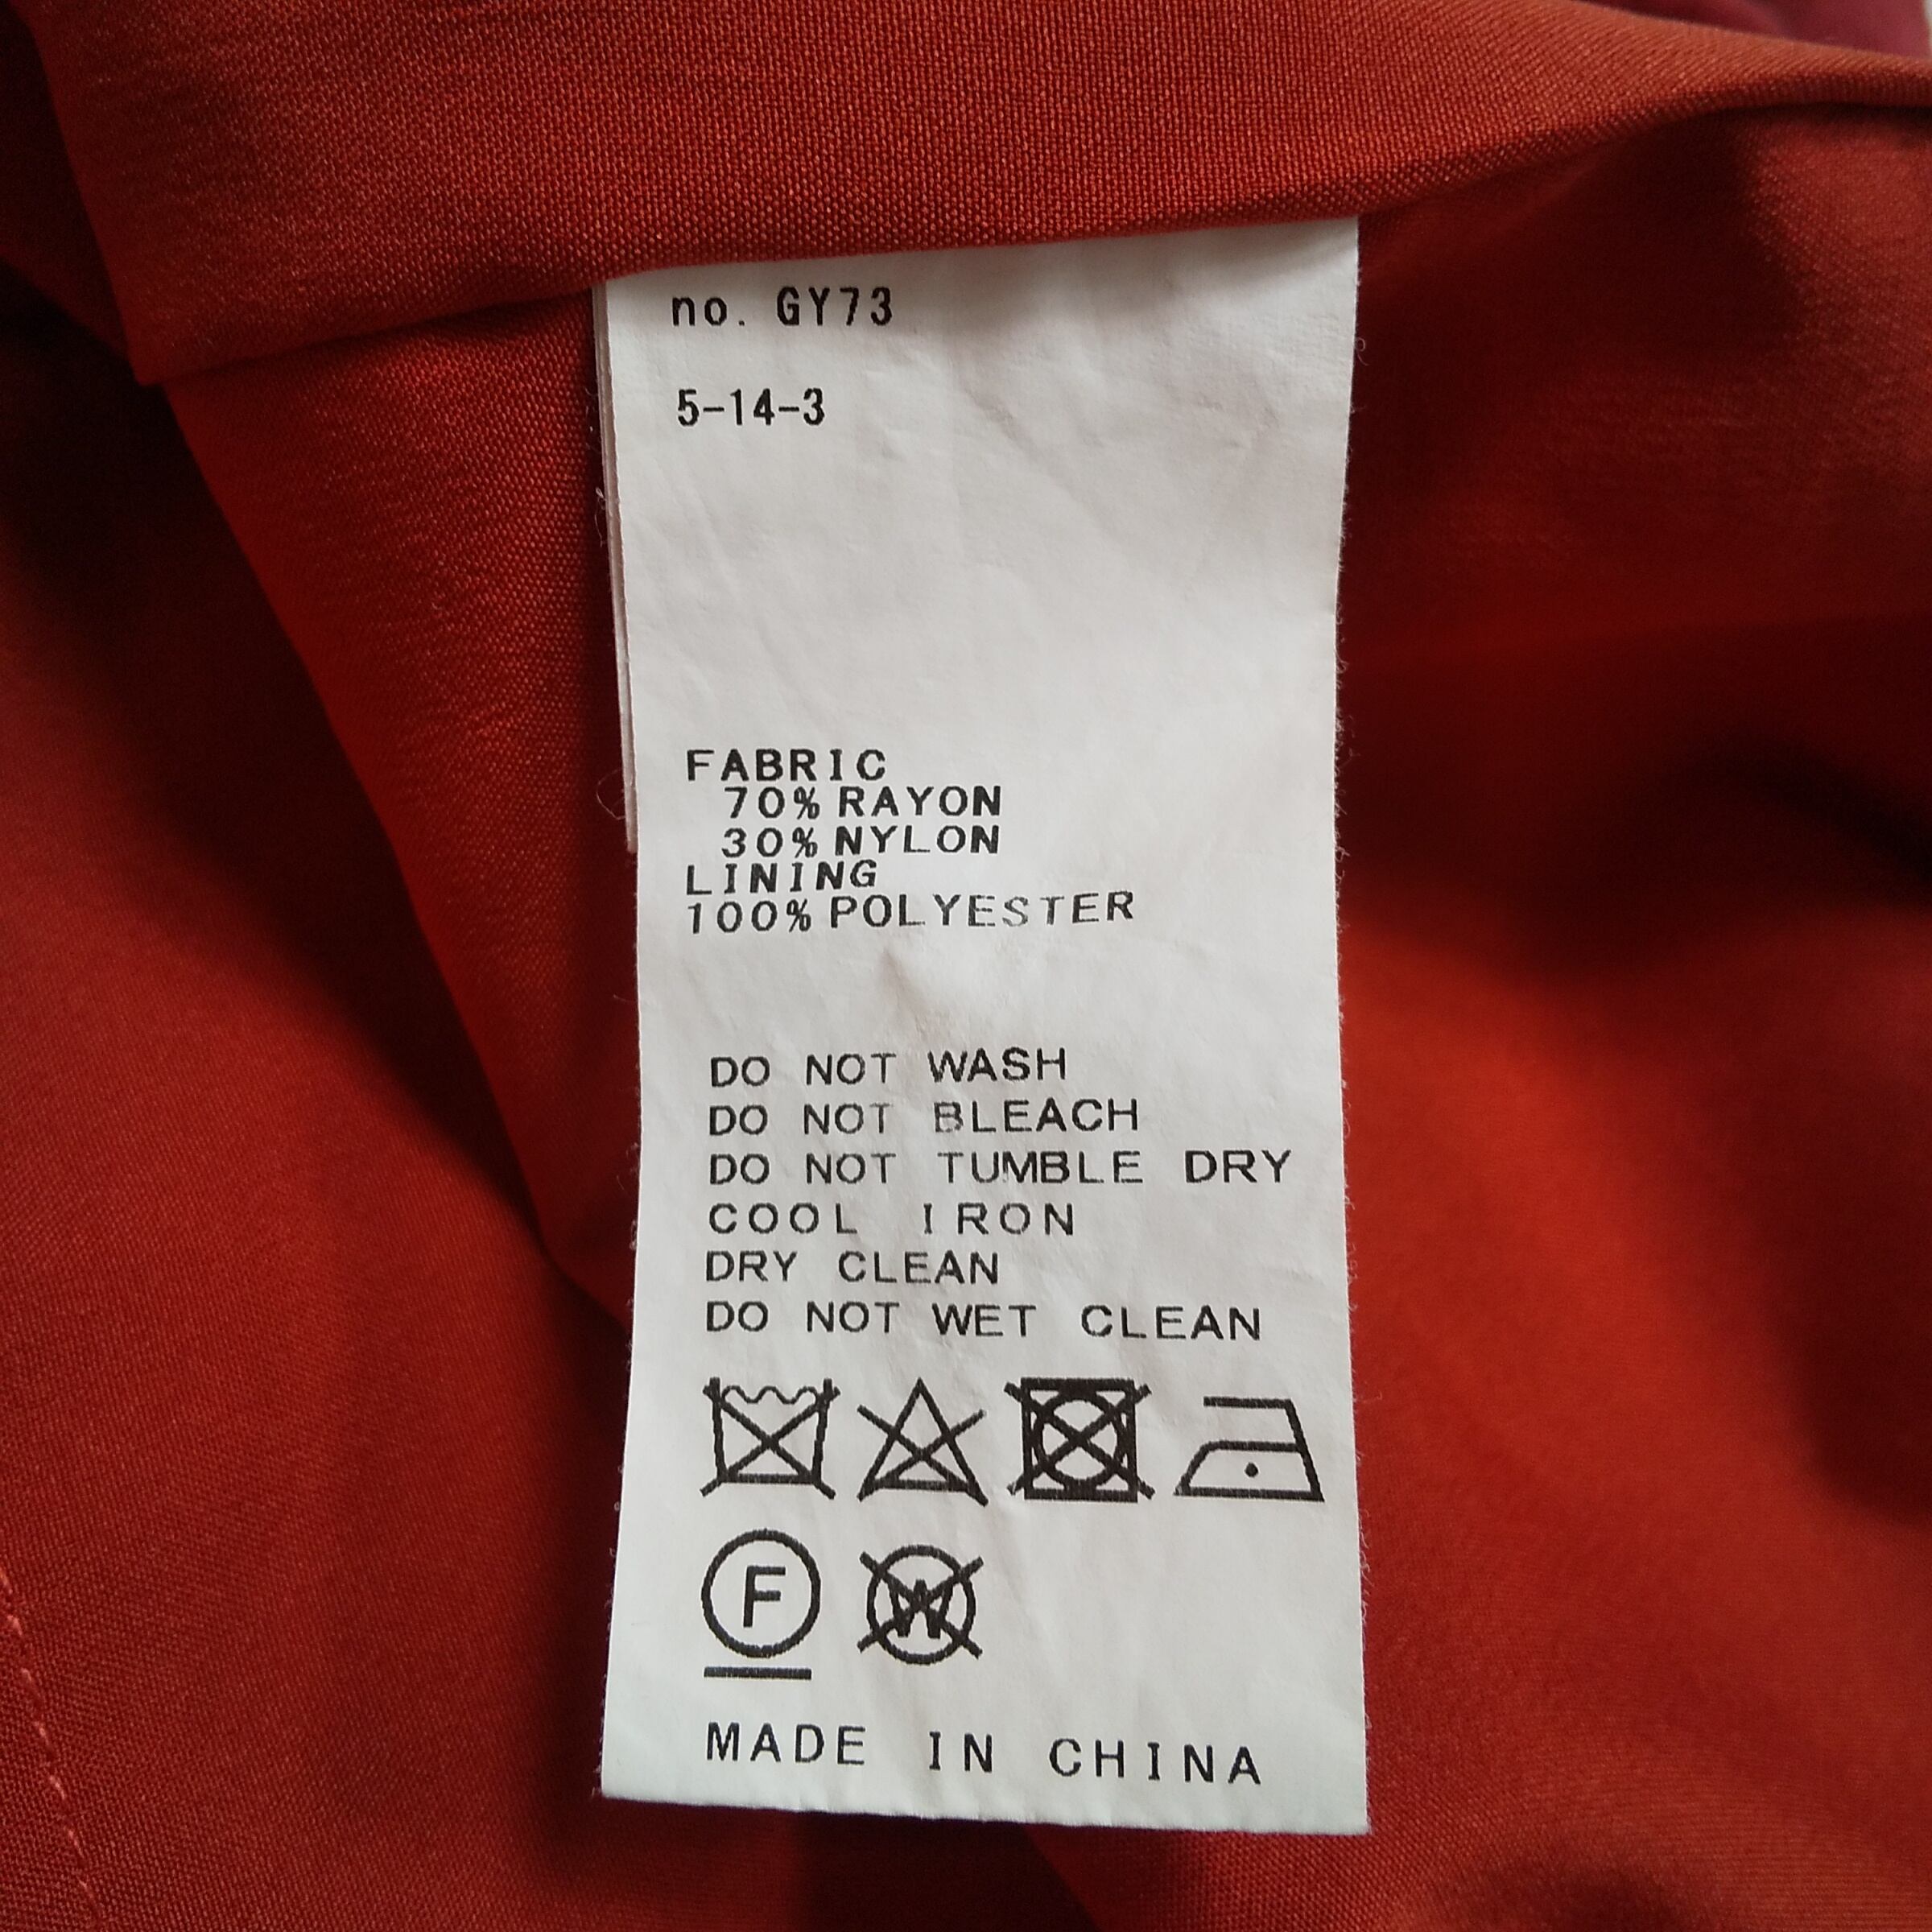 no. GY73
5-14-3
FABRIC
70% RAYON
30% NYLON
LINING
100% POLYESTER
DO NOT WASH
DO NOT BLEACH
DO NOT TUMBLE DRY
COOL IRON
DRY CLEAN
DO NOT WET CLEAN
F W
MADE IN CHINA